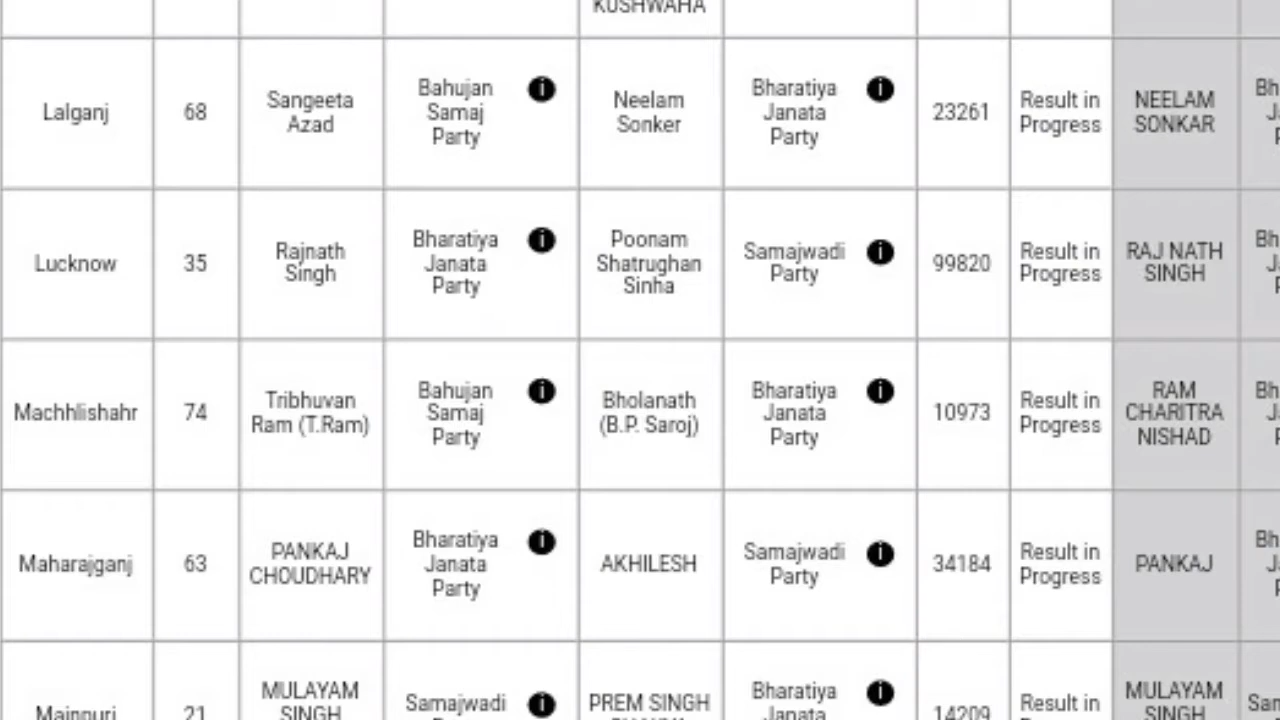 KUSHWAHA
Lalganj 68 Sangeeta Azad Bahujan Samaj Party i Neelam Sonker Bharatiya Janata Party i 23261 Result in Progress NEELAM SONKAR
Lucknow 35 Rajnath Singh Bharatiya Janata Party i Poonam Shatrughan Sinha Samajwadi Party i 99820 Result in Progress RAJ NATH SINGH
Machhlishahr 74 Tribhuvan Ram (T.Ram) Bahujan Samaj Party i Bholanath (B.P. Saroj) Bharatiya Janata Party i 10973 Result in Progress RAM CHARITRA NISHAD
Maharajganj 63 PANKAJ CHOUDHARY Bharatiya Janata Party i AKHILESH Samajwadi Party i 34184 Result in Progress PANKAJ
Mainpuri 21 MULAYAM SINGH Samajwadi i PREM SINGH Bharatiya Janata i 14209 Result in MULAYAM SINGH